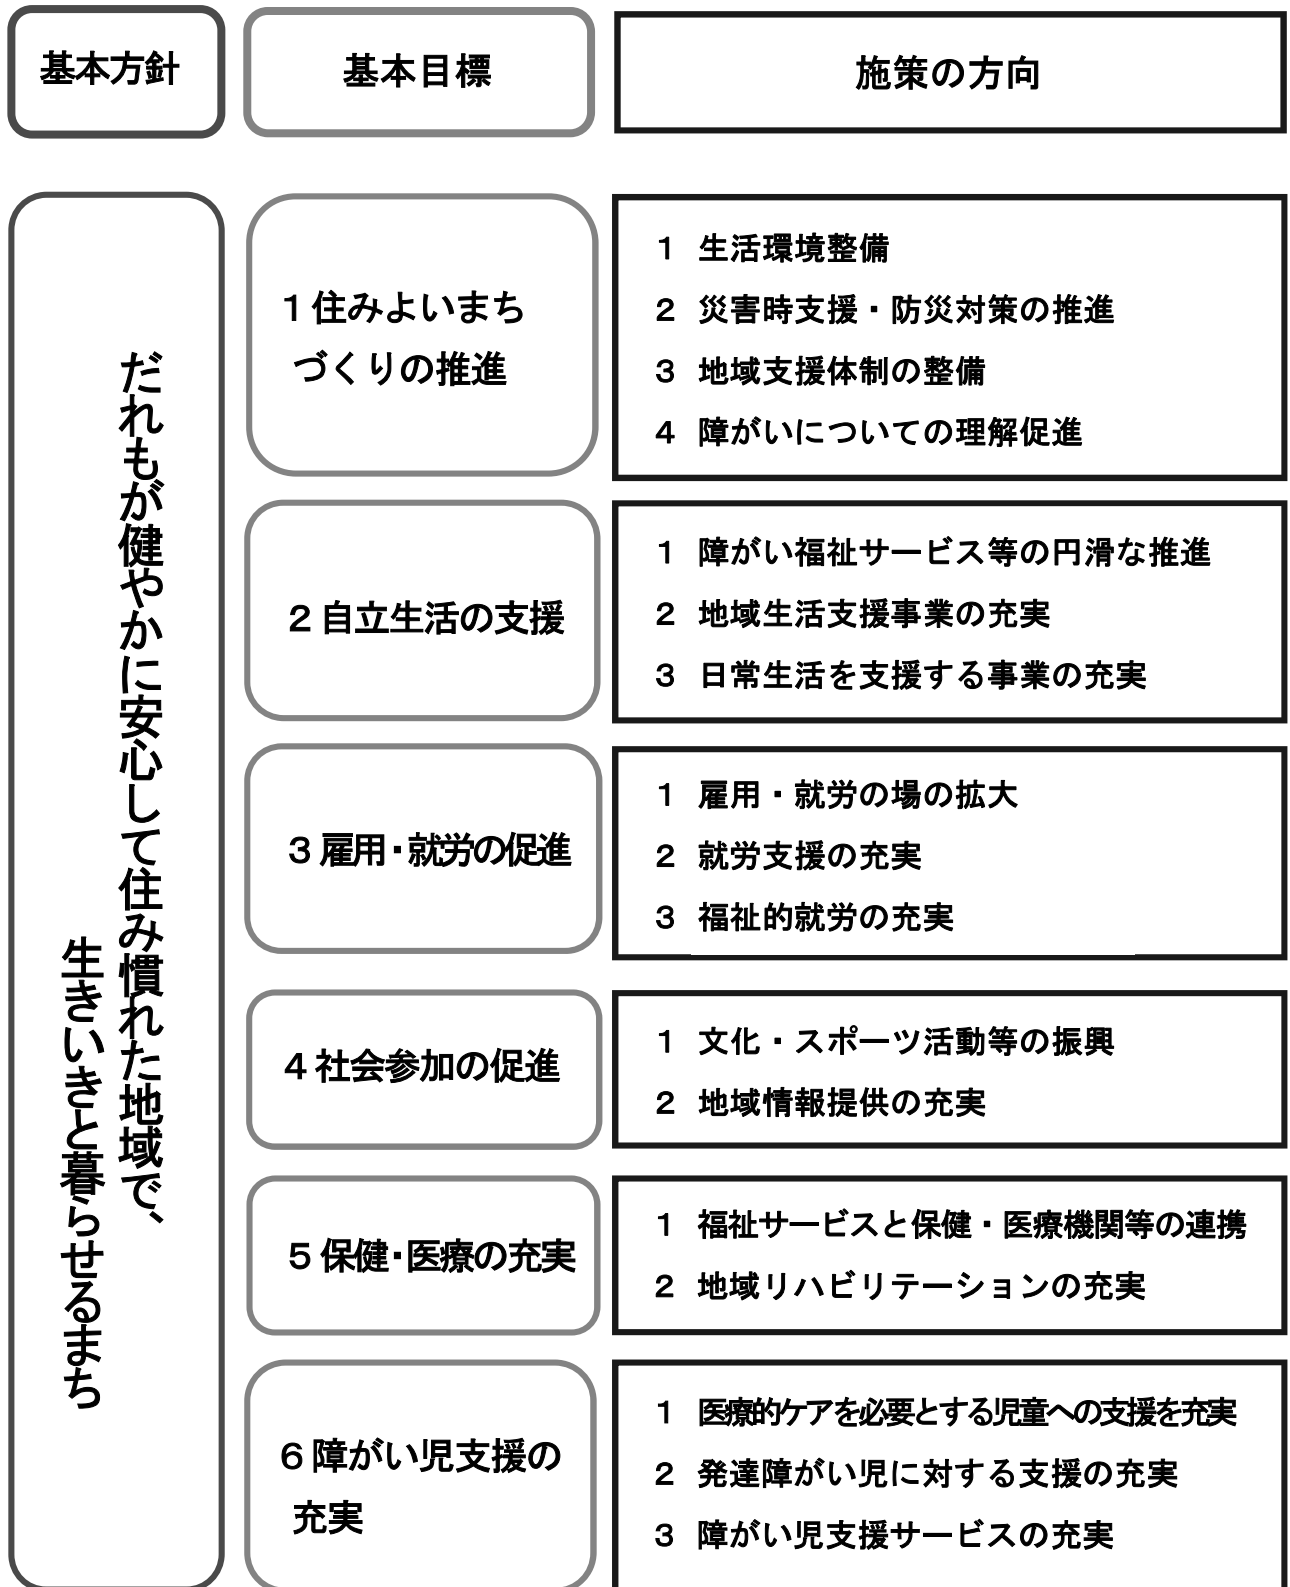 基本方針
基本目標
施策の方向
だれもが健やかに安心して住み慣れた地域で、
生きいきと暮らせるまち
1 住みよいまち
づくりの推進
1 生活環境整備
2 災害時支援・防災対策の推進
3 地域支援体制の整備
4 障がいについての理解促進
2 自立生活の支援
1 障がい福祉サービス等の円滑な推進
2 地域生活支援事業の充実
3 日常生活を支援する事業の充実
3 雇用・就労の促進
1 雇用・就労の場の拡大
2 就労支援の充実
3 福祉的就労の充実
4 社会参加の促進
1 文化・スポーツ活動等の振興
2 地域情報提供の充実
5 保健・医療の充実
1 福祉サービスと保健・医療機関等の連携
2 地域リハビリテーションの充実
6 障がい児支援の
充実
1 医療的ケアを必要とする児童への支援を充実
2 発達障がい児に対する支援の充実
3 障がい児支援サービスの充実